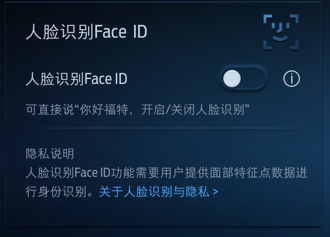 人脸识别Face ID
人脸识别Face ID
可直接说“你好福特，开启/关闭人脸识别”
隐私说明
人脸识别Face ID功能需要用户提供面部特征点数据进
行身份识别。关于人脸识别与隐私 >